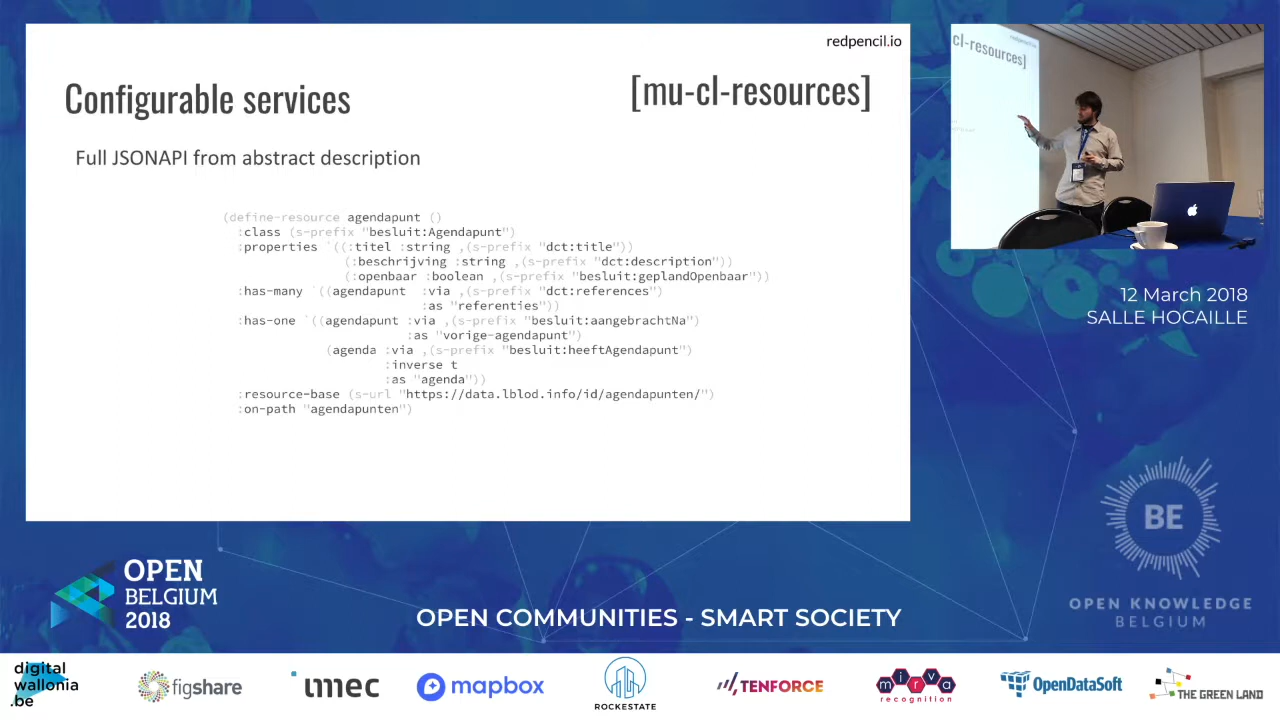 redpencil.io
Configurable services
[mu-cl-resources]
Full JSONAPI from abstract description
(define-resource agendapunt ()
:class (s-prefix "besluit:Agendapunt")
:properties `((:titel :string ,(s-prefix "dct:title"))
(:beschrijving :string ,(s-prefix "dct:description"))
(:openbaar :boolean ,(s-prefix "besluit:geplandOpenbaar"))
:has-many `((agendapunt :via ,(s-prefix "dct:references")
:as "referenties"))
:has-one `((agendapunt :via ,(s-prefix "besluit:aangebrachtNa")
:as "vorige-agendapunt")
(agenda :via ,(s-prefix "besluit:heeftAgendapunt")
:inverse t
:as "agenda"))
:resource-base (s-url "https://data.lblod.info/id/agendapunten/")
:on-path "agendapunten")
cl-resources]
12 March 2018
SALLE HOCAILLE
BE
OPEN KNOWLEDGE
BELGIUM
OPEN
BELGIUM
2018
OPEN COMMUNITIES - SMART SOCIETY
digital
wallonia
.be
figshare
imec
mapbox
ROCKESTATE
TENFORCE
mirva
recognition
OpenDataSoft
THE GREEN LAND